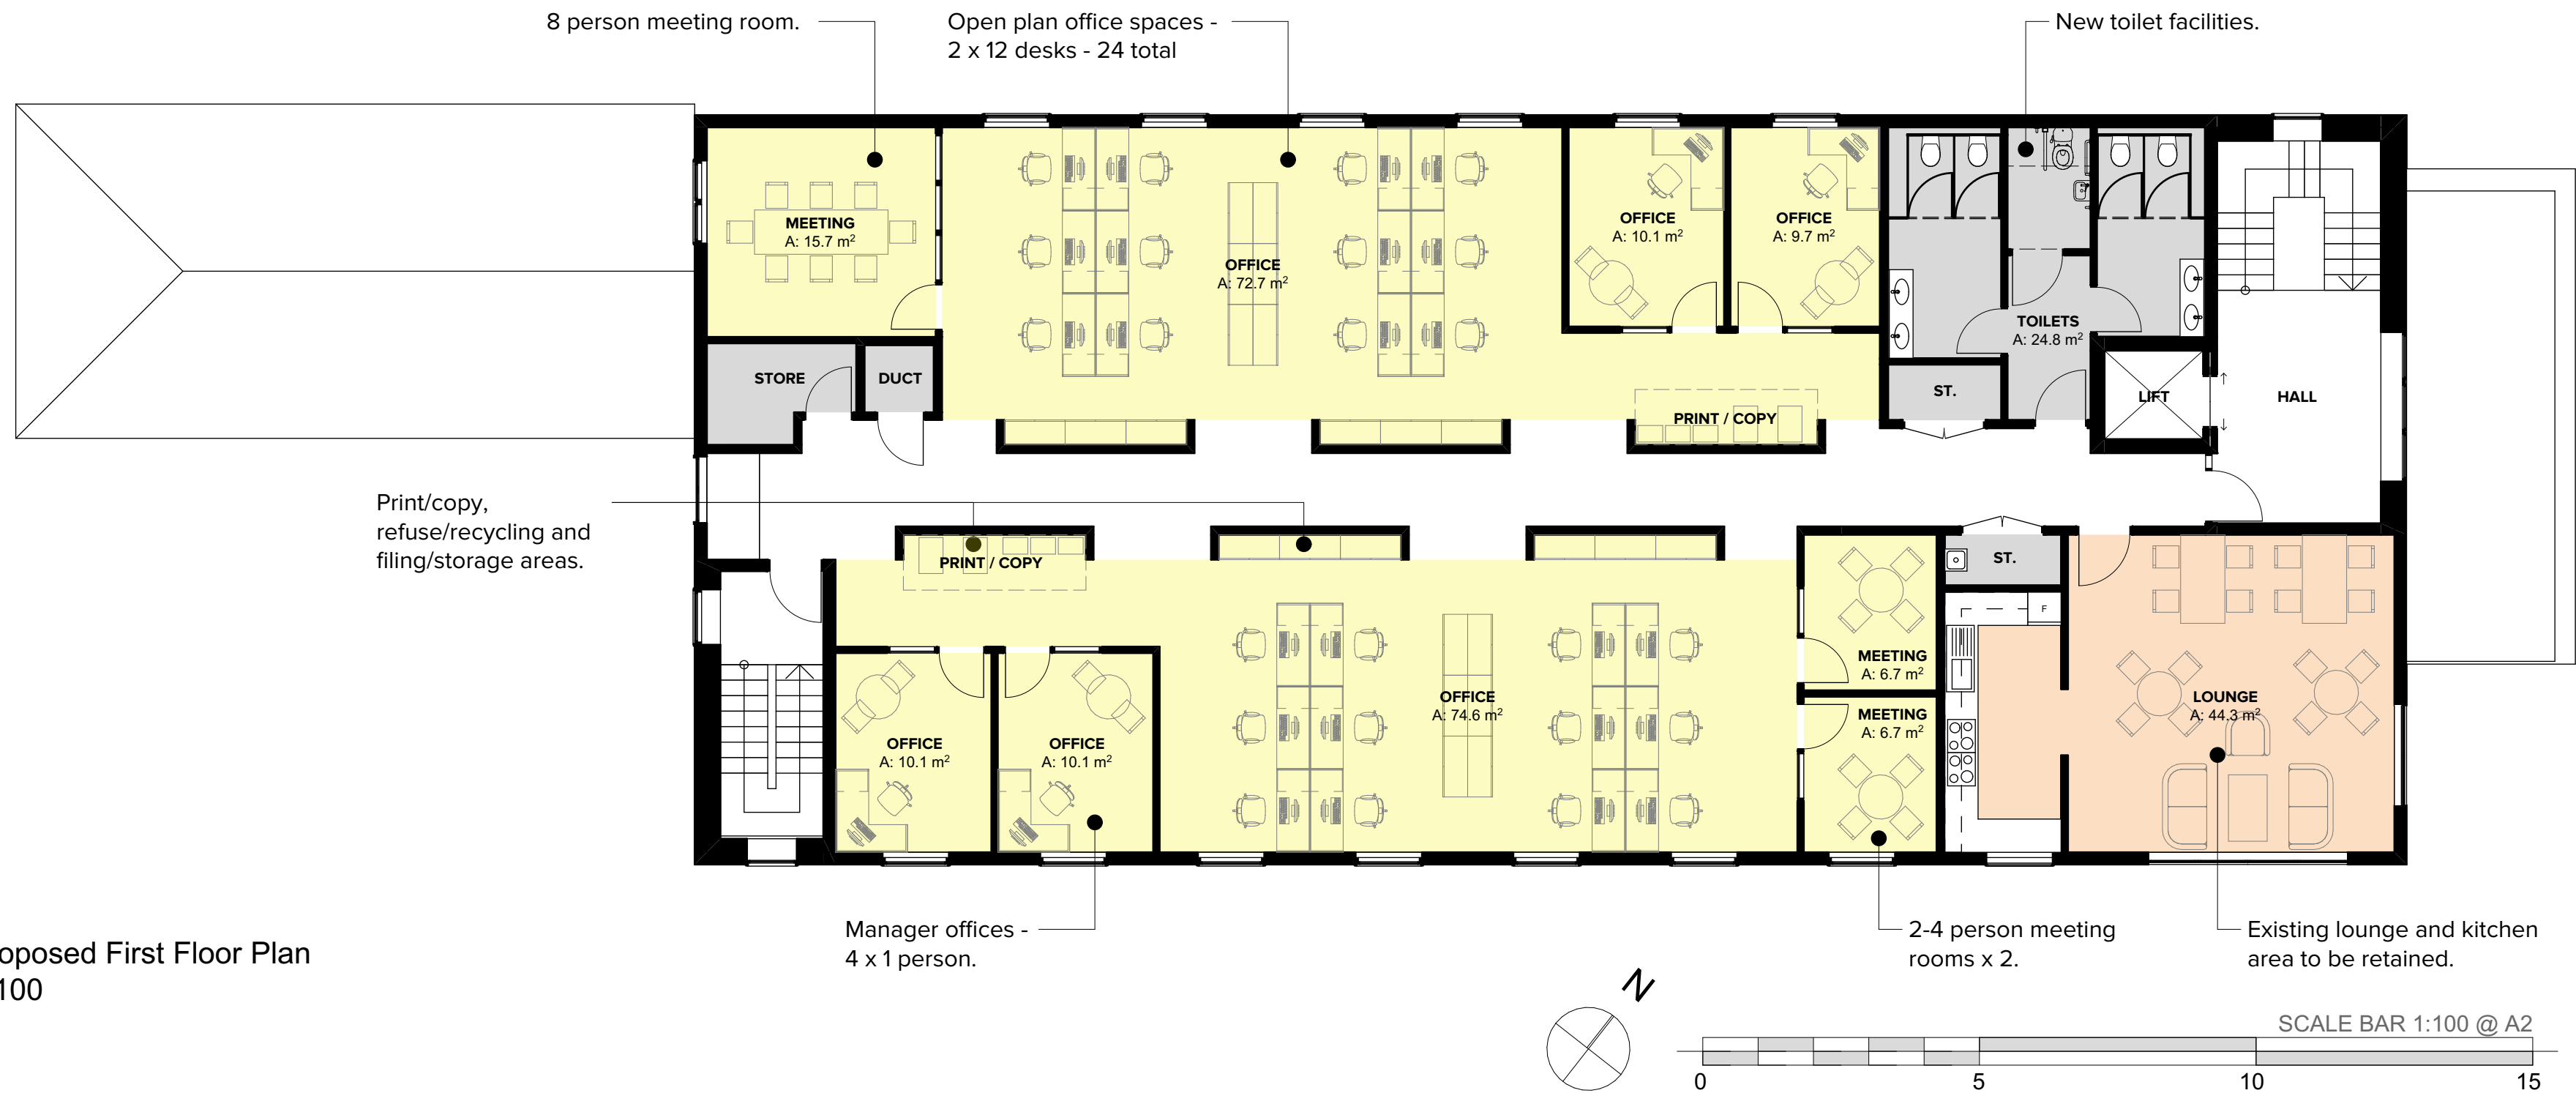 8 person meeting room.
Open plan office spaces -
2 x 12 desks - 24 total
New toilet facilities.
MEETING
A: 15.7 m²
OFFICE
A: 72.7 m²
OFFICE
A: 10.1 m²
OFFICE
A: 9.7 m²
TOILETS
A: 24.8 m²
STORE
DUCT
PRINT / COPY
ST.
LIFT
HALL
Print/copy,
refuse/recycling and
filing/storage areas.
PRINT / COPY
ST.
F
OFFICE
A: 10.1 m²
OFFICE
A: 10.1 m²
OFFICE
A: 74.6 m²
MEETING
A: 6.7 m²
MEETING
A: 6.7 m²
LOUNGE
A: 44.3 m²
Manager offices -
4 x 1 person.
2-4 person meeting
rooms x 2.
Existing lounge and kitchen
area to be retained.
oposed First Floor Plan
100
N
SCALE BAR 1:100 @ A2
0 5 10 15